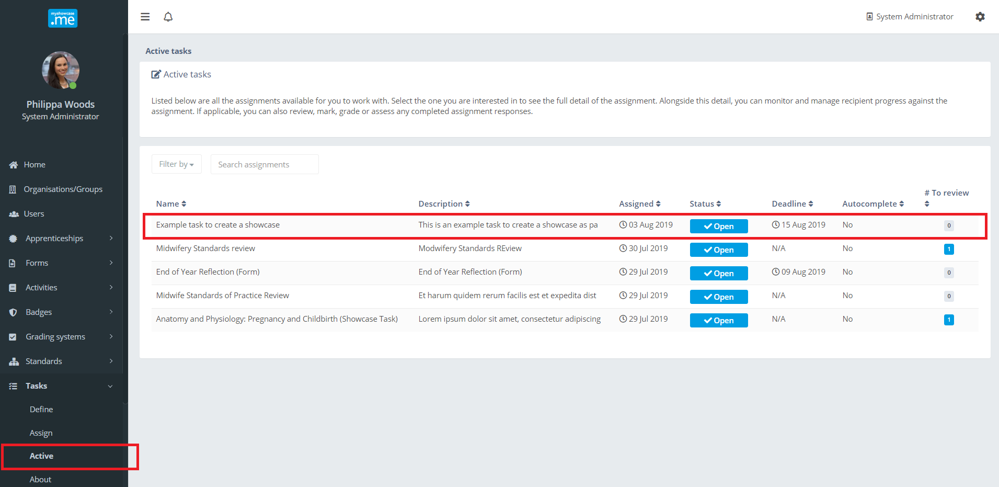 myshowcase
.me
System Administrator
Philippa Woods
System Administrator
Home
Organisations/Groups
Users
Apprenticeships
Forms
Activities
Badges
Grading systems
Standards
Tasks
Define
Assign
Active
About
Active tasks
Active tasks
Listed below are all the assignments available for you to work with. Select the one you are interested in to see the full detail of the assignment. Alongside this detail, you can monitor and manage recipient progress against the
assignment. If applicable, you can also review, mark, grade or assess any completed assignment responses.
Filter by Search assignments
Name Description Assigned Status Deadline Autocomplete # To review
Example task to create a showcase This is an example task to create a showcase as pa 03 Aug 2019 Open 15 Aug 2019 No 0
Midwifery Standards review Modwifery Standards REview 30 Jul 2019 Open N/A No 1
End of Year Reflection (Form) End of Year Reflection (Form) 29 Jul 2019 Open 09 Aug 2019 No 0
Midwife Standards of Practice Review Et harum quidem rerum facilis est et expedita dist 29 Jul 2019 Open N/A No 0
Anatomy and Physiology: Pregnancy and Childbirth (Showcase Task) Lorem ipsum dolor sit amet, consectetur adipiscing 29 Jul 2019 Open N/A No 1